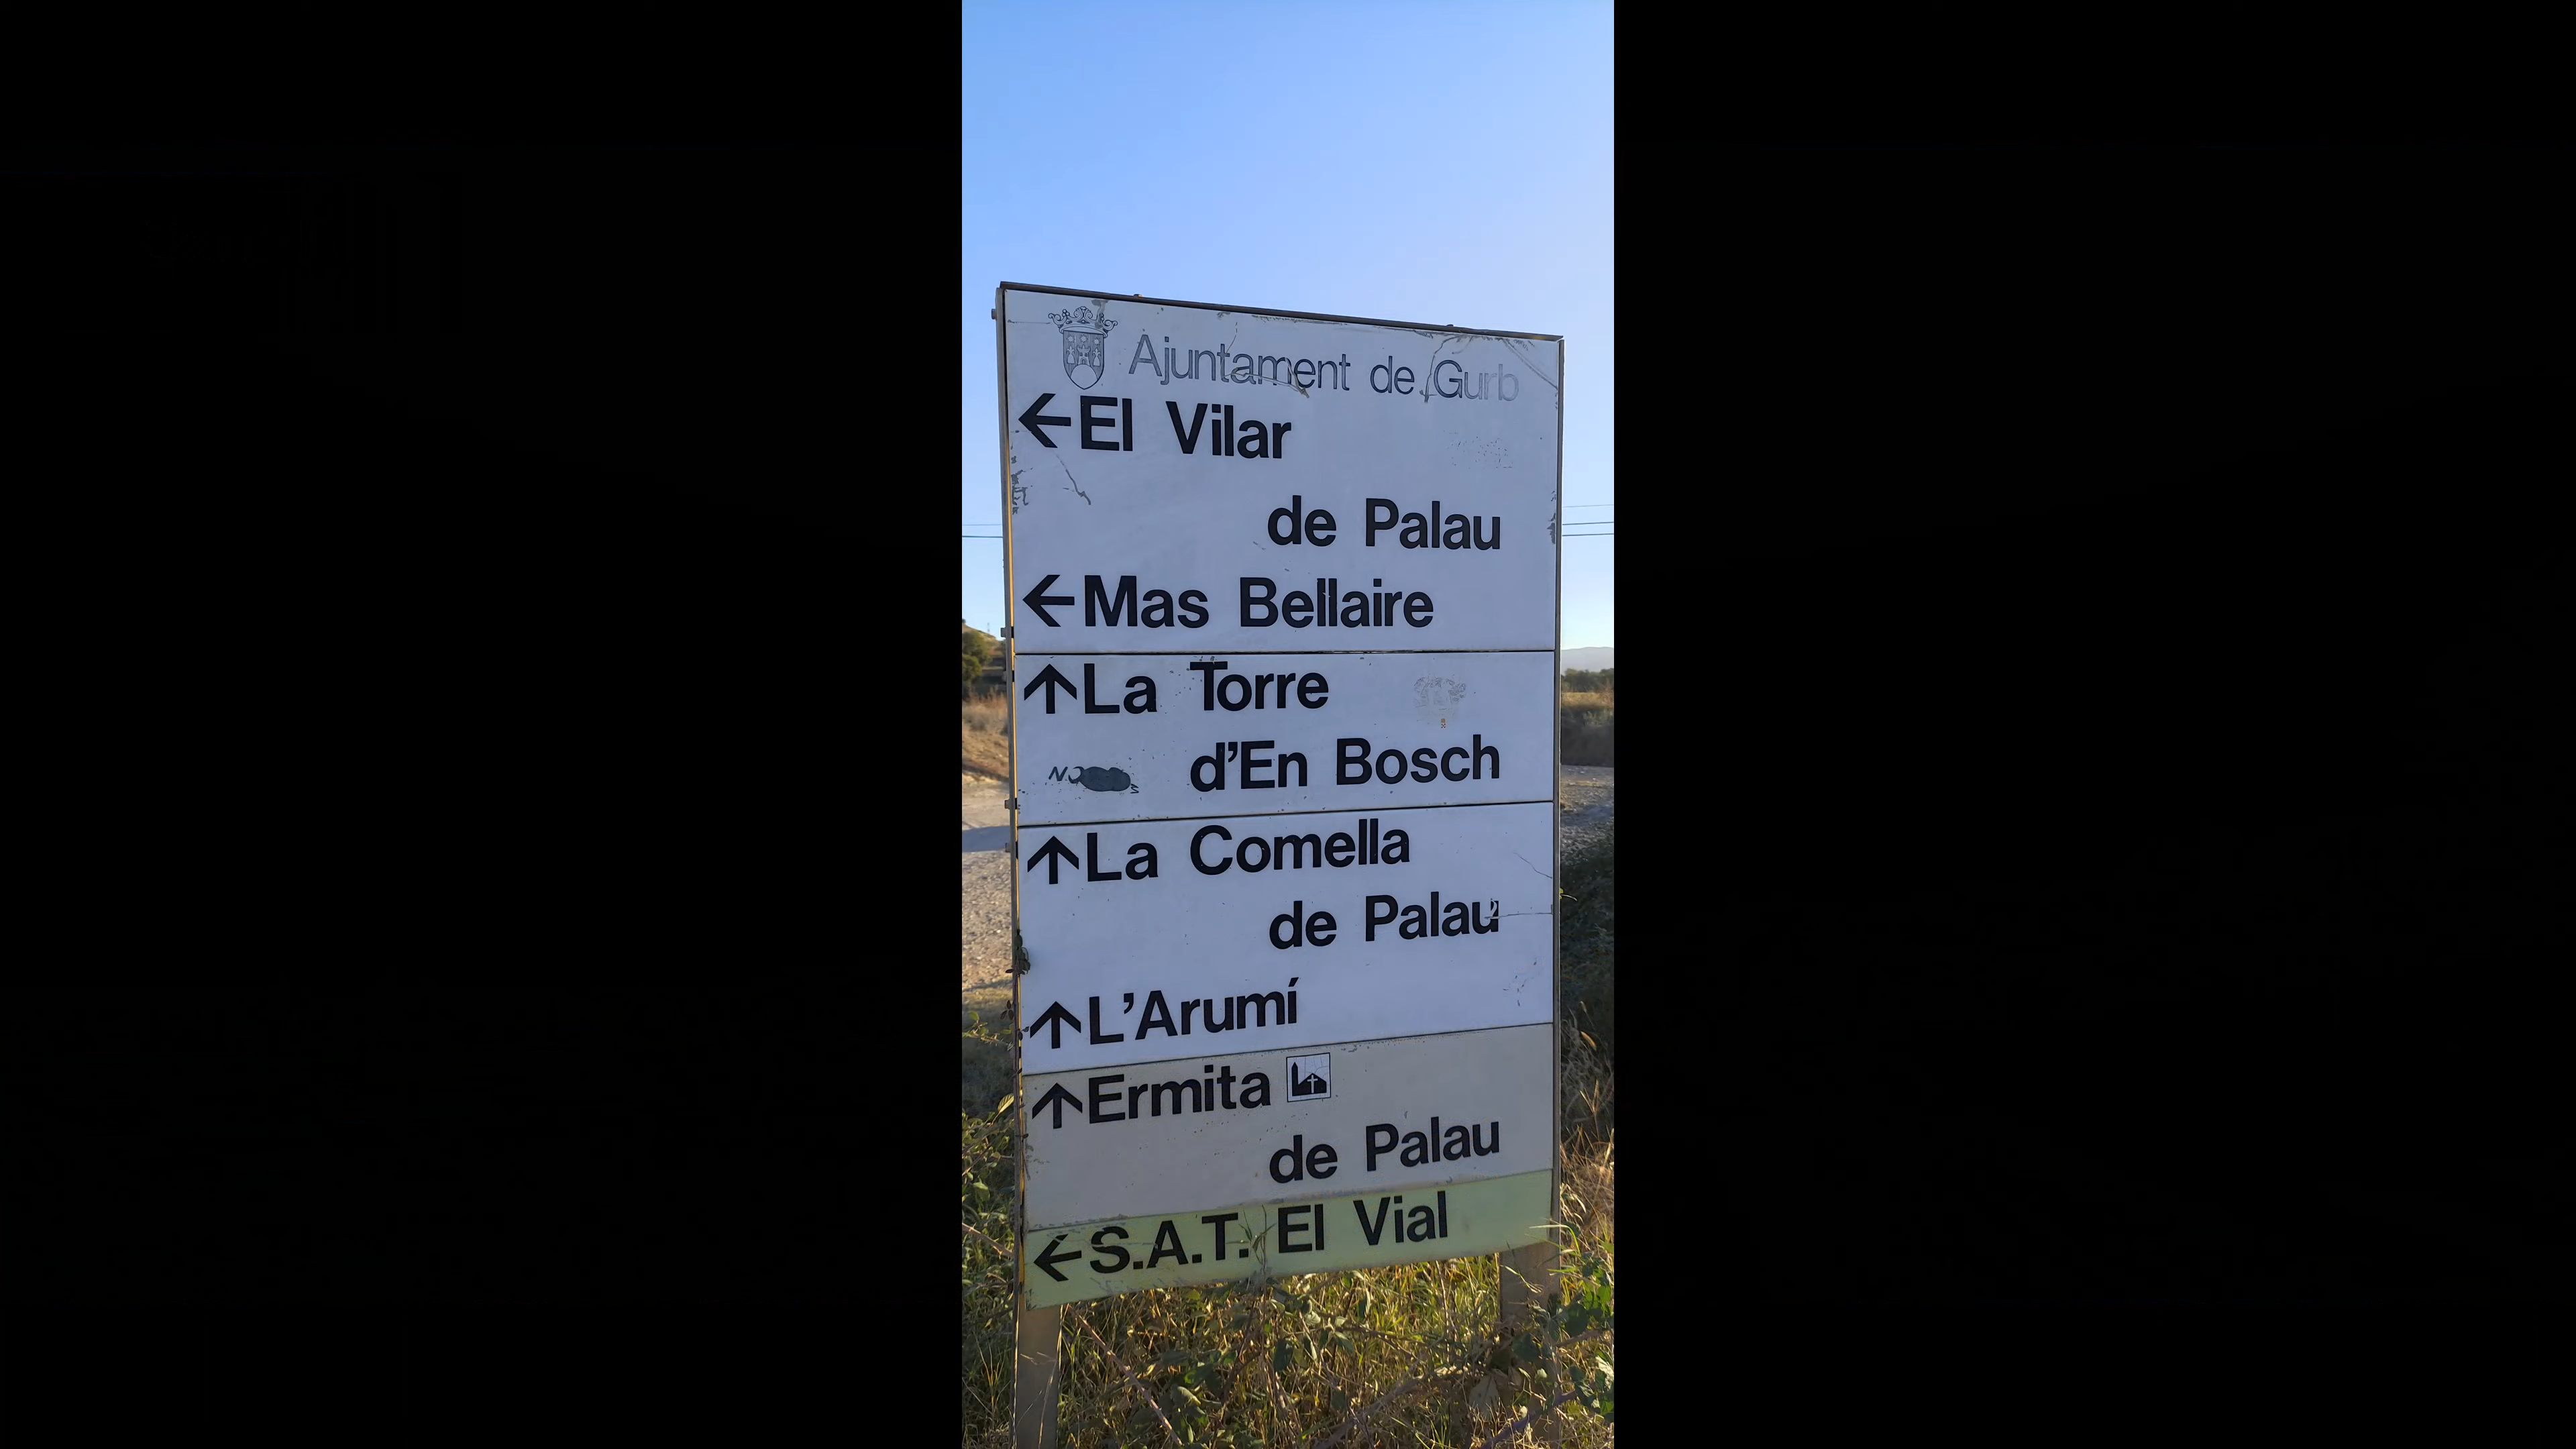 Ajuntament de Gurb
←El Vilar
de Palau
←Mas Bellaire
↑La Torre
d'En Bosch
↑La Comella
de Palau
↑L'Arumí
↑Ermita
de Palau
←S.A.T. El Vial